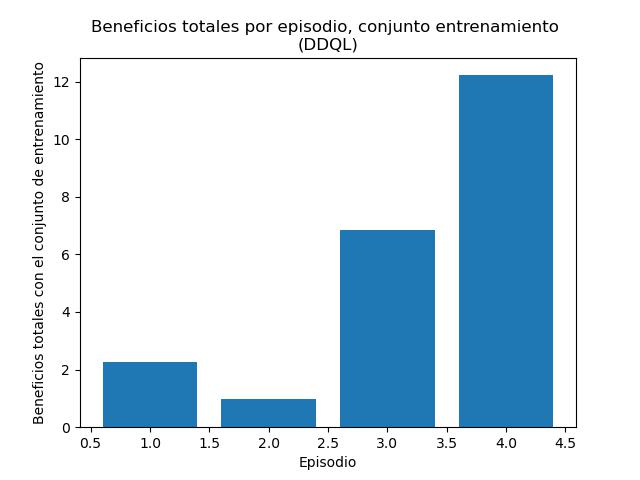 Beneficios totales por episodio, conjunto entrenamiento
(DDQL)
Beneficios totales con el conjunto de entrenamiento
12
10
8
6
4
2
0
0.5 1.0 1.5 2.0 2.5 3.0 3.5 4.0 4.5
Episodio